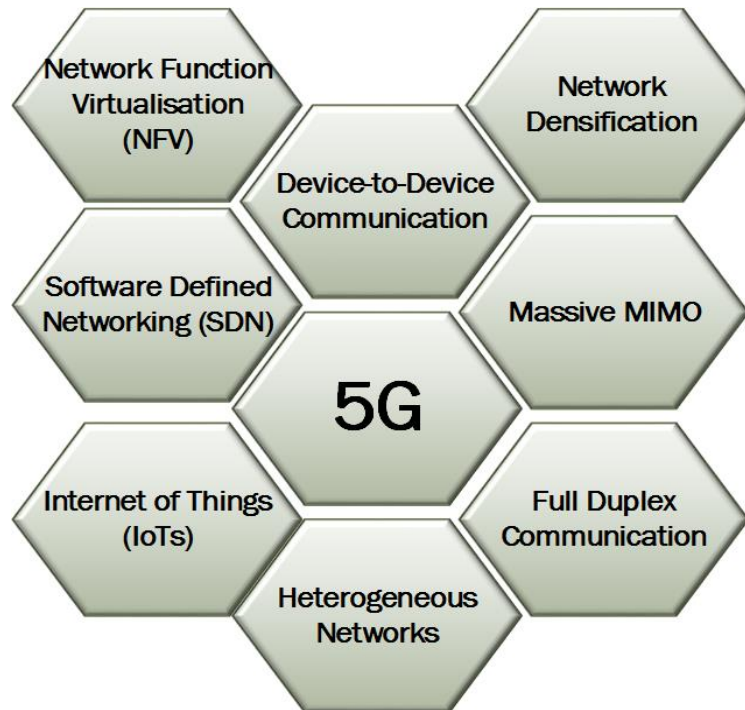 Network Function
Virtualisation
(NFV)
Network
Densification
Device-to-Device
Communication
Software Defined
Networking (SDN)
Massive MIMO
5G
Internet of Things
(IoTs)
Full Duplex
Communication
Heterogeneous
Networks